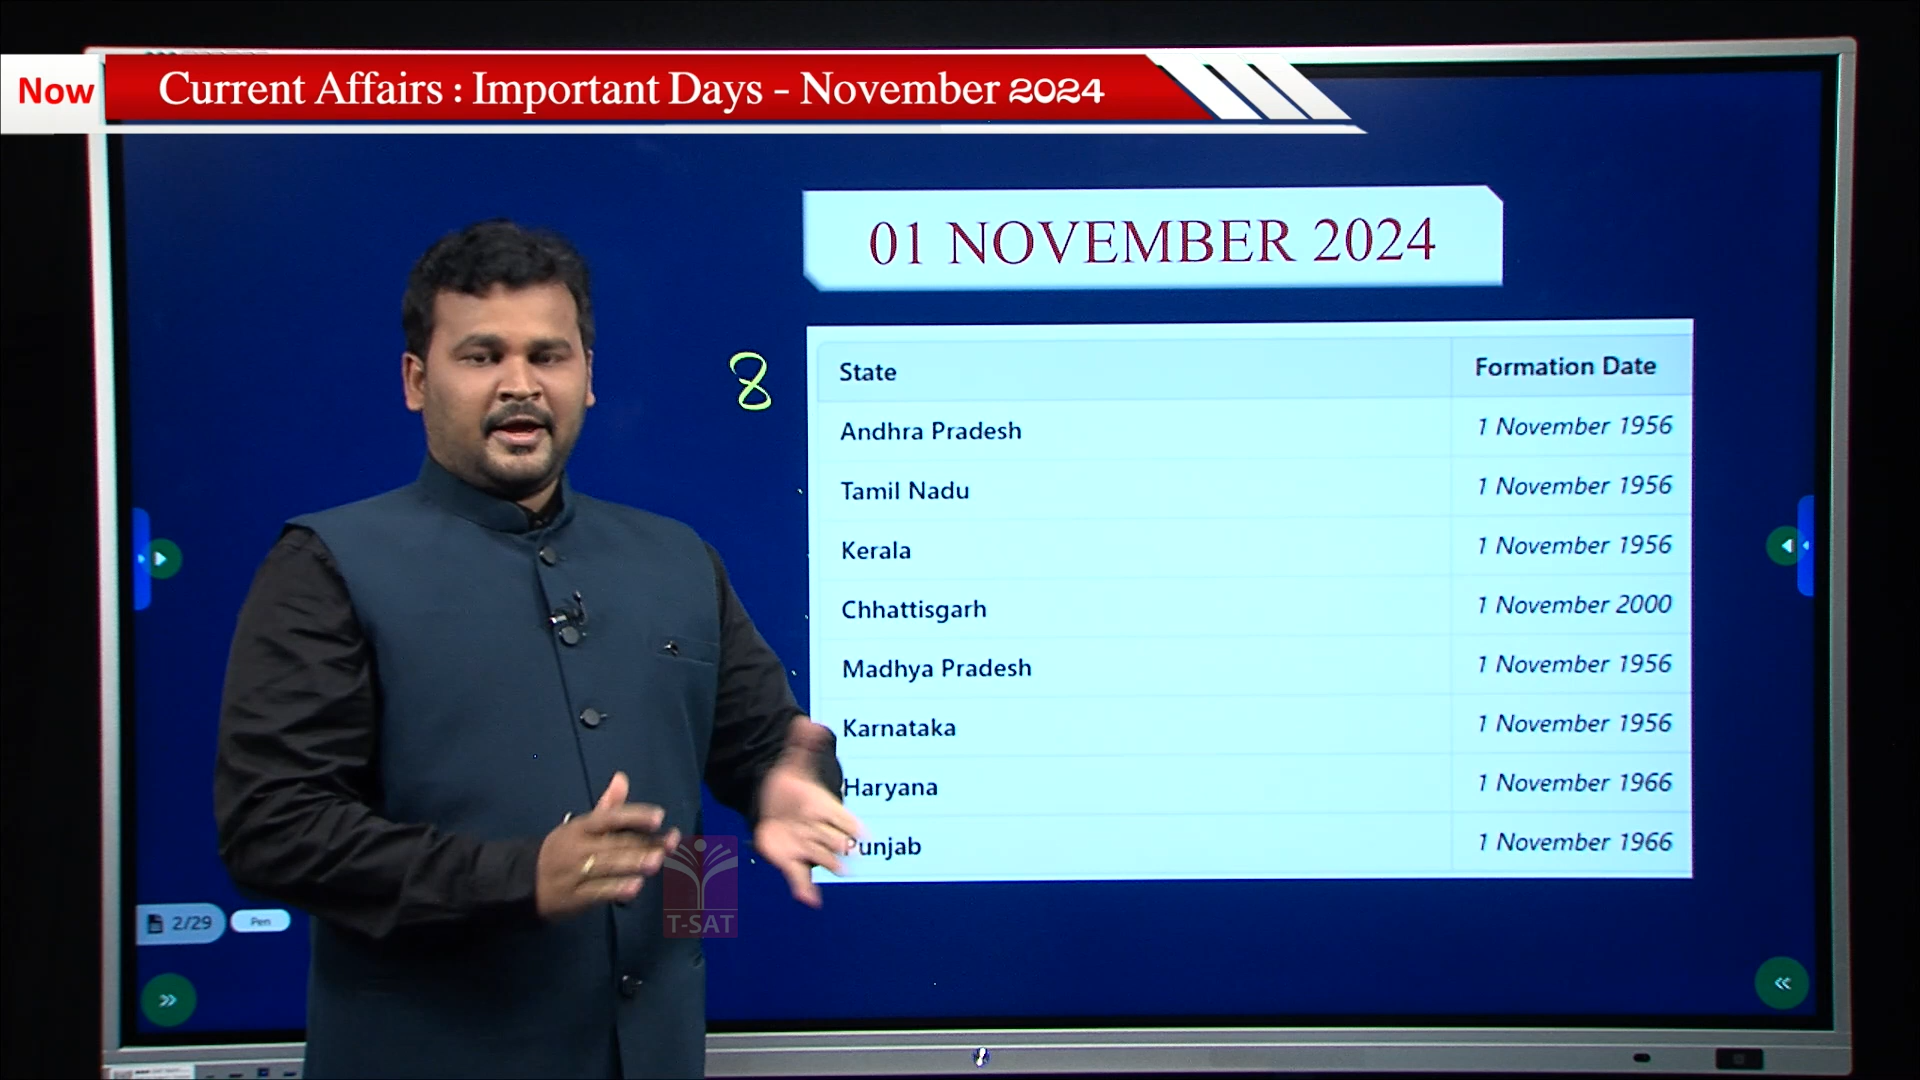 Now
Current Affairs : Important Days - November 2024
01 NOVEMBER 2024
8
State Formation Date
Andhra Pradesh 1 November 1956
Tamil Nadu 1 November 1956
Kerala 1 November 1956
Chhattisgarh 1 November 2000
Madhya Pradesh 1 November 1956
Karnataka 1 November 1956
Haryana 1 November 1966
Punjab 1 November 1966
2/29 Pen
T-SAT